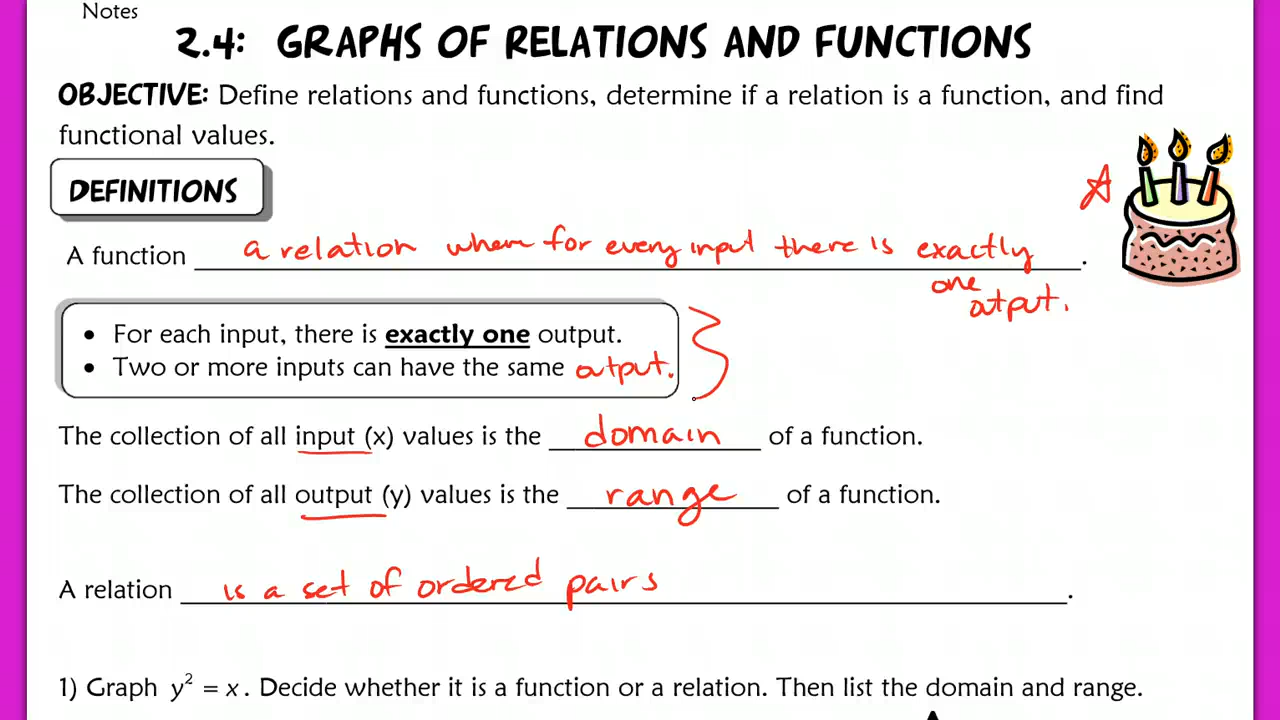 Notes
2.4: GRAPHS OF RELATIONS AND FUNCTIONS
OBJECTIVE: Define relations and functions, determine if a relation is a function, and find
functional values.
DEFINITIONS
A function a relation where for every input there is exactly
one
output.
• For each input, there is exactly one output.
• Two or more inputs can have the same output.
The collection of all input (x) values is the domain of a function.
The collection of all output (y) values is the range of a function.
A relation is a set of ordered pairs.
1) Graph y² = x. Decide whether it is a function or a relation. Then list the domain and range.